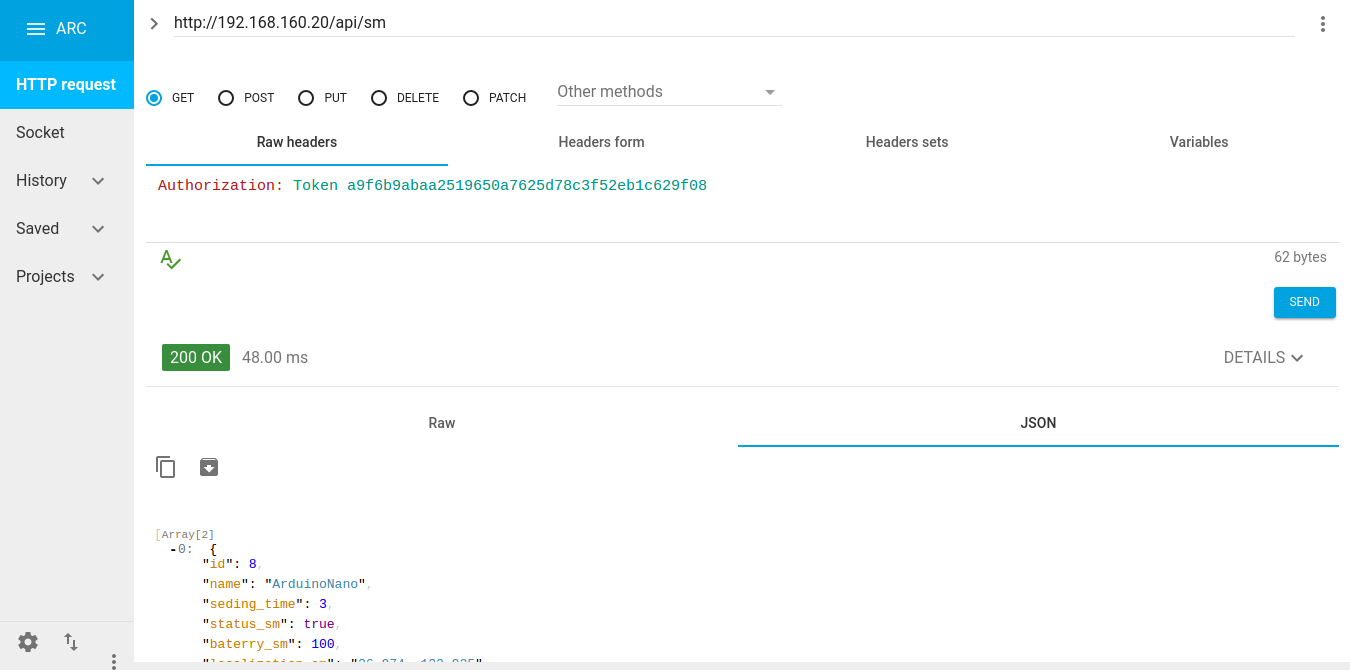 ARC
http://192.168.160.20/api/sm
HTTP request
Socket
History
Saved
Projects
GET POST PUT DELETE PATCH Other methods
Raw headers Headers form Headers sets Variables
Authorization: Token a9f6b9abaa2519650a7625d78c3f52eb1c629f08
62 bytes
SEND
200 OK 48.00 ms DETAILS
Raw JSON
[Array[2]
-0: {
"id": 8,
"name": "ArduinoNano",
"seding_time": 3,
"status_sm": true,
"baterry_sm": 100,